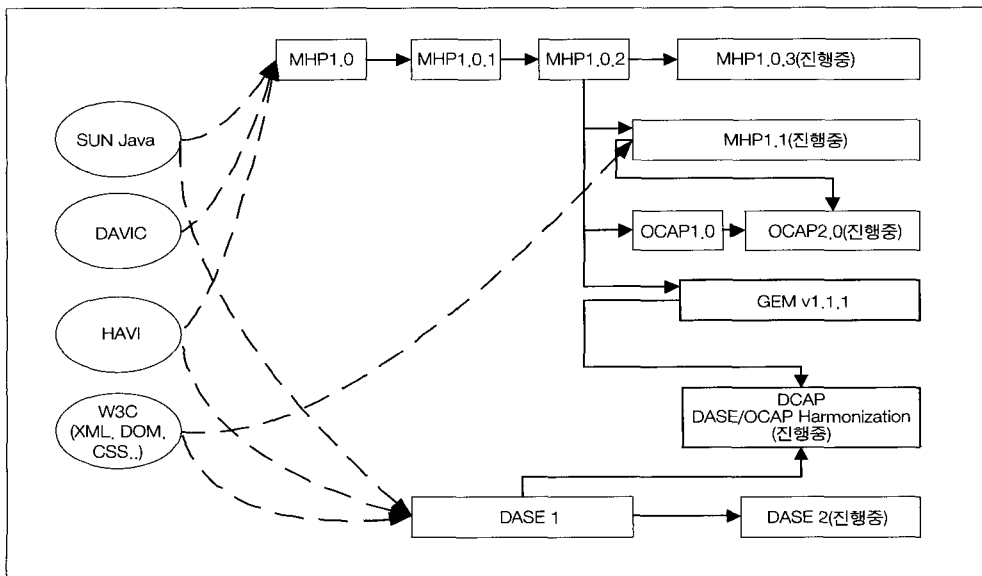 MHP1.0
MHP1.0.1
MHP1.0.2
MHP1.0.3(진행중)
SUN Java
MHP1.1(진행중)
DAVIC
OCAP1.0
OCAP2.0(진행중)
GEM v1.1.1
HAVI
DCAP
DASE/OCAP Harmonization
(진행중)
W3C
(XML, DOM,
CSS..)
DASE 1
DASE 2(진행중)